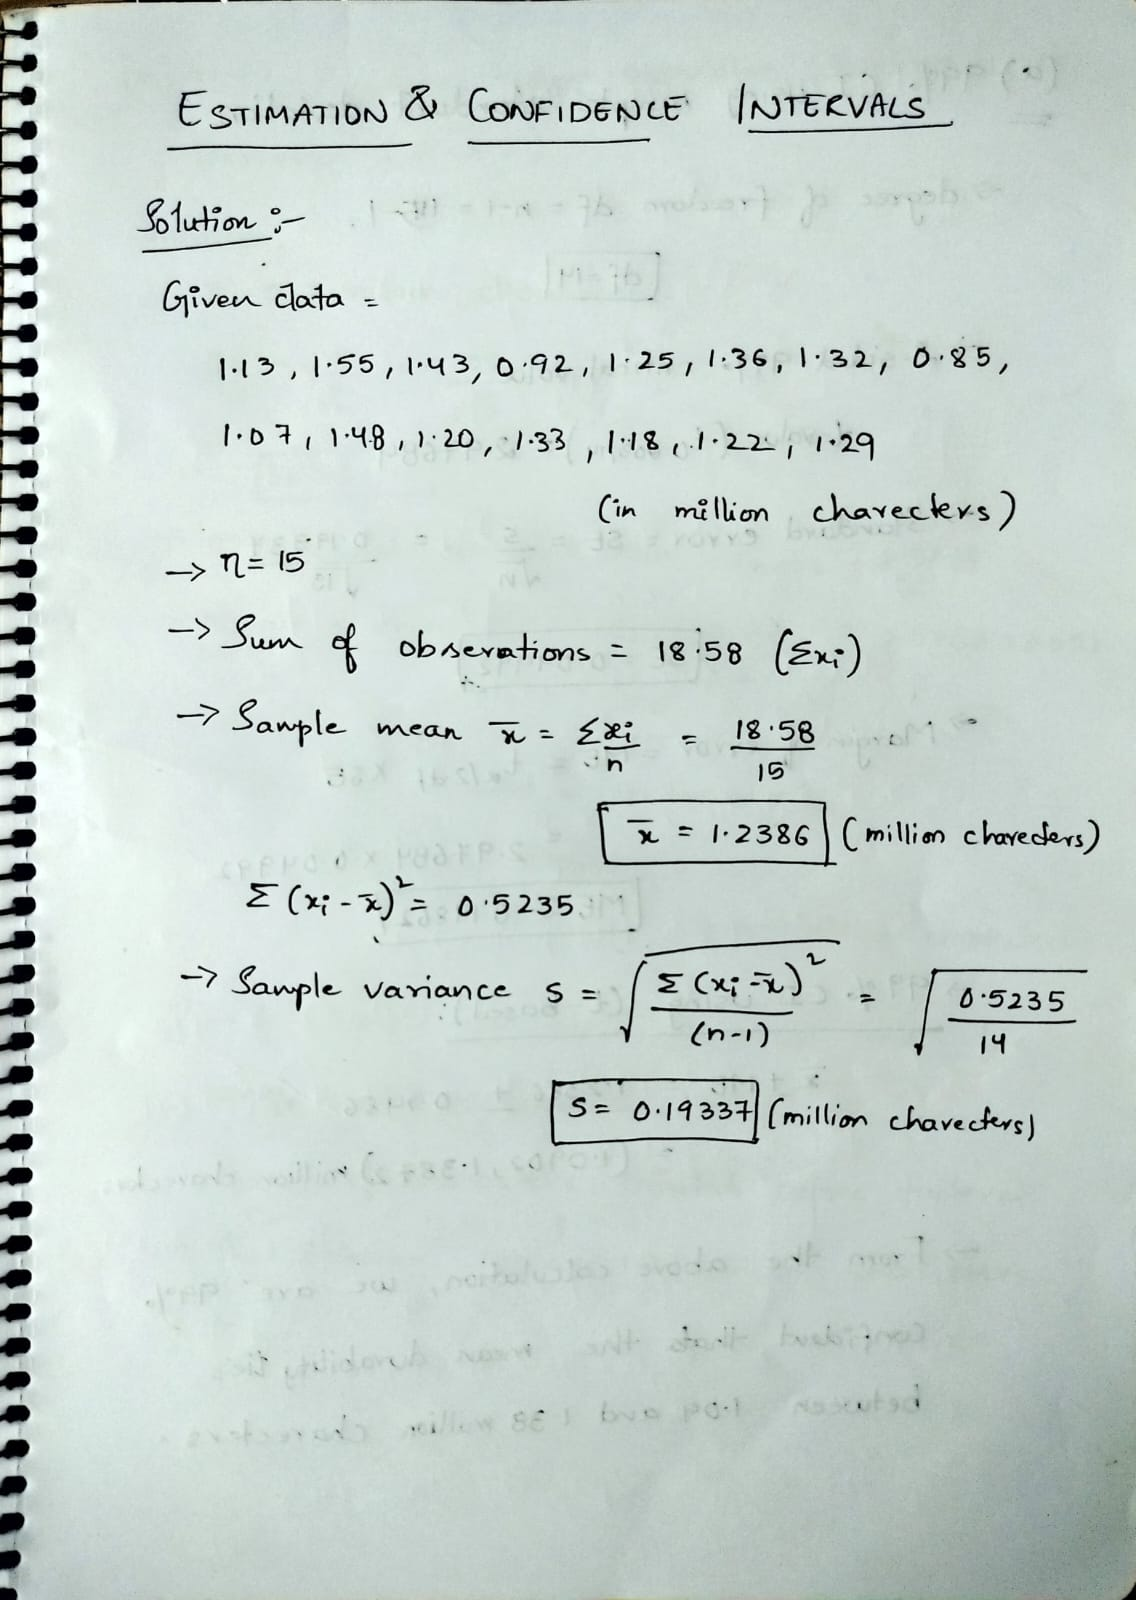 ESTIMATION & CONFIDENCE INTERVALS
Solution :-
Given data =
1.13, 1.55, 1.43, 0.92, 1.25, 1.36, 1.32, 0.85,
1.07, 1.48, 1.20, 1.33, 1.18, 1.22, 1.29
(in million charecters)
→ n = 15
→ Sum of obserations = 18.58 (Σxi)
→ Sample mean x̄ = Σxi/n = 18.58/15
x̄ = 1.2386 (million charecters)
Σ(xi - x̄)² = 0.5235
→ Sample variance s = √(Σ(xi - x̄)²/(n-1)) = √(0.5235/14)
S = 0.19337 (million charecters)